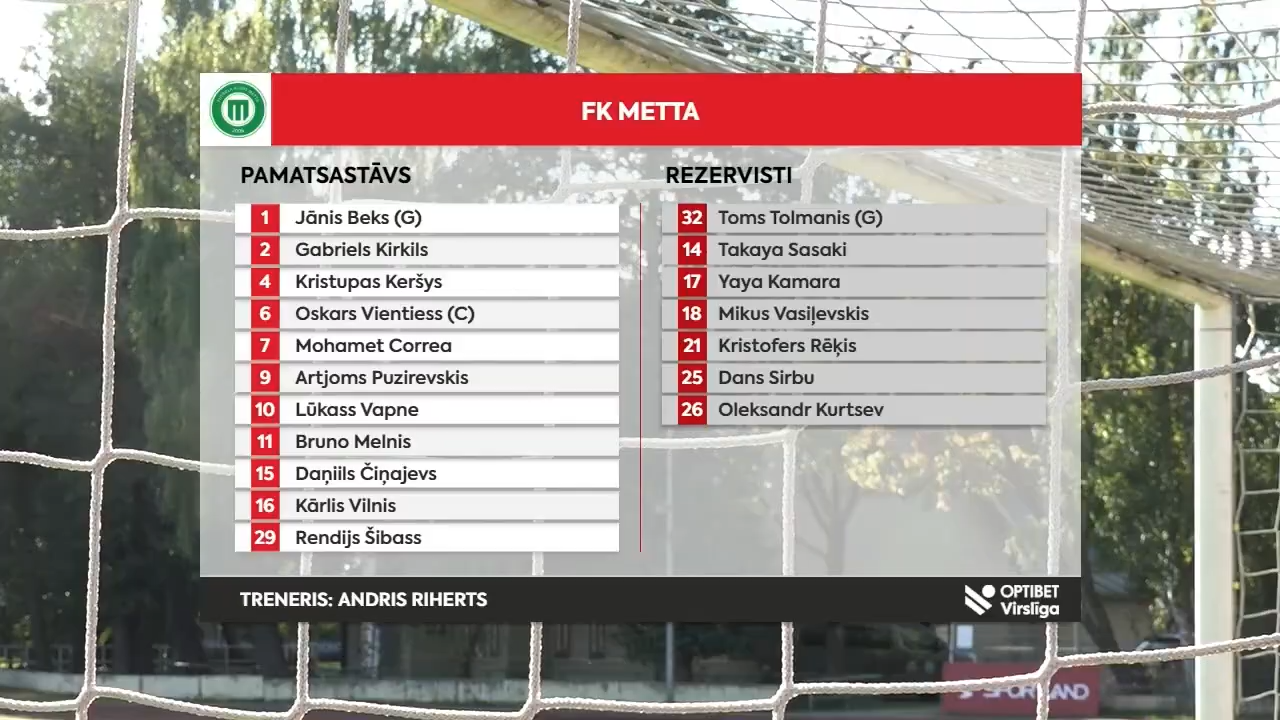 FK METTA
PAMATSASTĀVS
1 Jānis Beks (G)
2 Gabriels Kirkils
4 Kristupas Keršys
6 Oskars Vientiess (C)
7 Mohamet Correa
9 Artjoms Puzirevskis
10 Lūkass Vapne
11 Bruno Melnis
15 Daņiils Čiņajevs
16 Kārlis Vilnis
29 Rendijs Šibass
REZERVISTI
32 Toms Tolmanis (G)
14 Takaya Sasaki
17 Yaya Kamara
18 Mikus Vasiļevskis
21 Kristofers Rēķis
25 Dans Sirbu
26 Oleksandr Kurtsev
TRENERIS: ANDRIS RIHERTS
OPTIBET
Virslīga
SPORTLAND